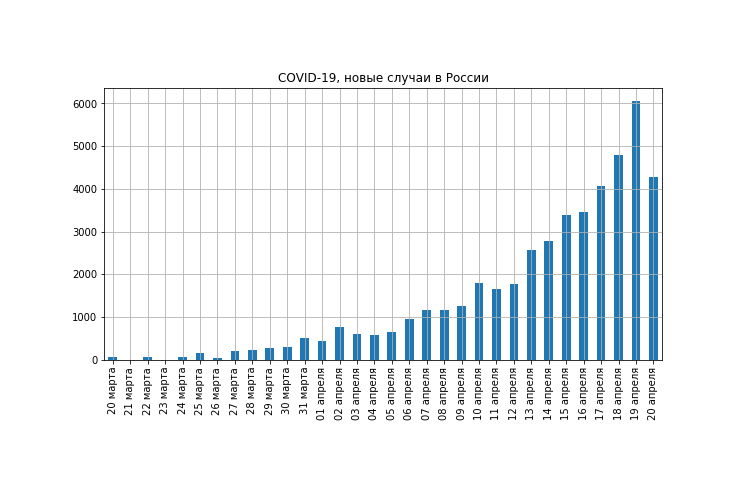 COVID-19, новые случаи в России
6000
5000
4000
3000
2000
1000
0
20 марта
21 марта
22 марта
23 марта
24 марта
25 марта
26 марта
27 марта
28 марта
29 марта
30 марта
31 марта
01 апреля
02 апреля
03 апреля
04 апреля
05 апреля
06 апреля
07 апреля
08 апреля
09 апреля
10 апреля
11 апреля
12 апреля
13 апреля
14 апреля
15 апреля
16 апреля
17 апреля
18 апреля
19 апреля
20 апреля